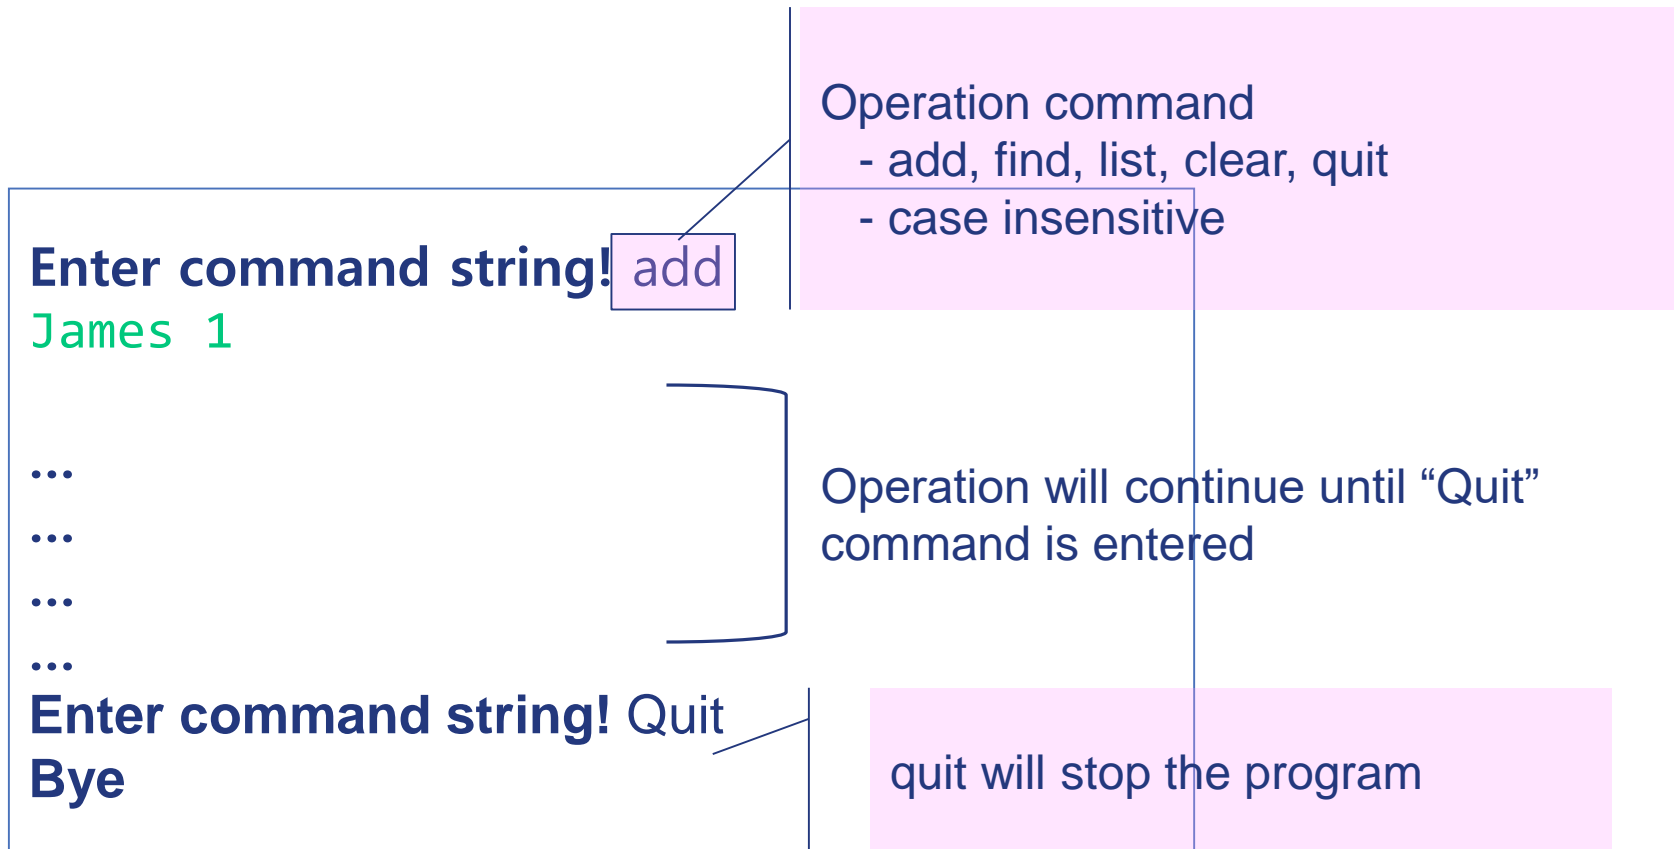 Operation command
- add, find, list, clear, quit
- case insensitive
Enter command string! add
James 1
...
...
...
...
Operation will continue until “Quit”
command is entered
Enter command string! Quit
Bye
quit will stop the program